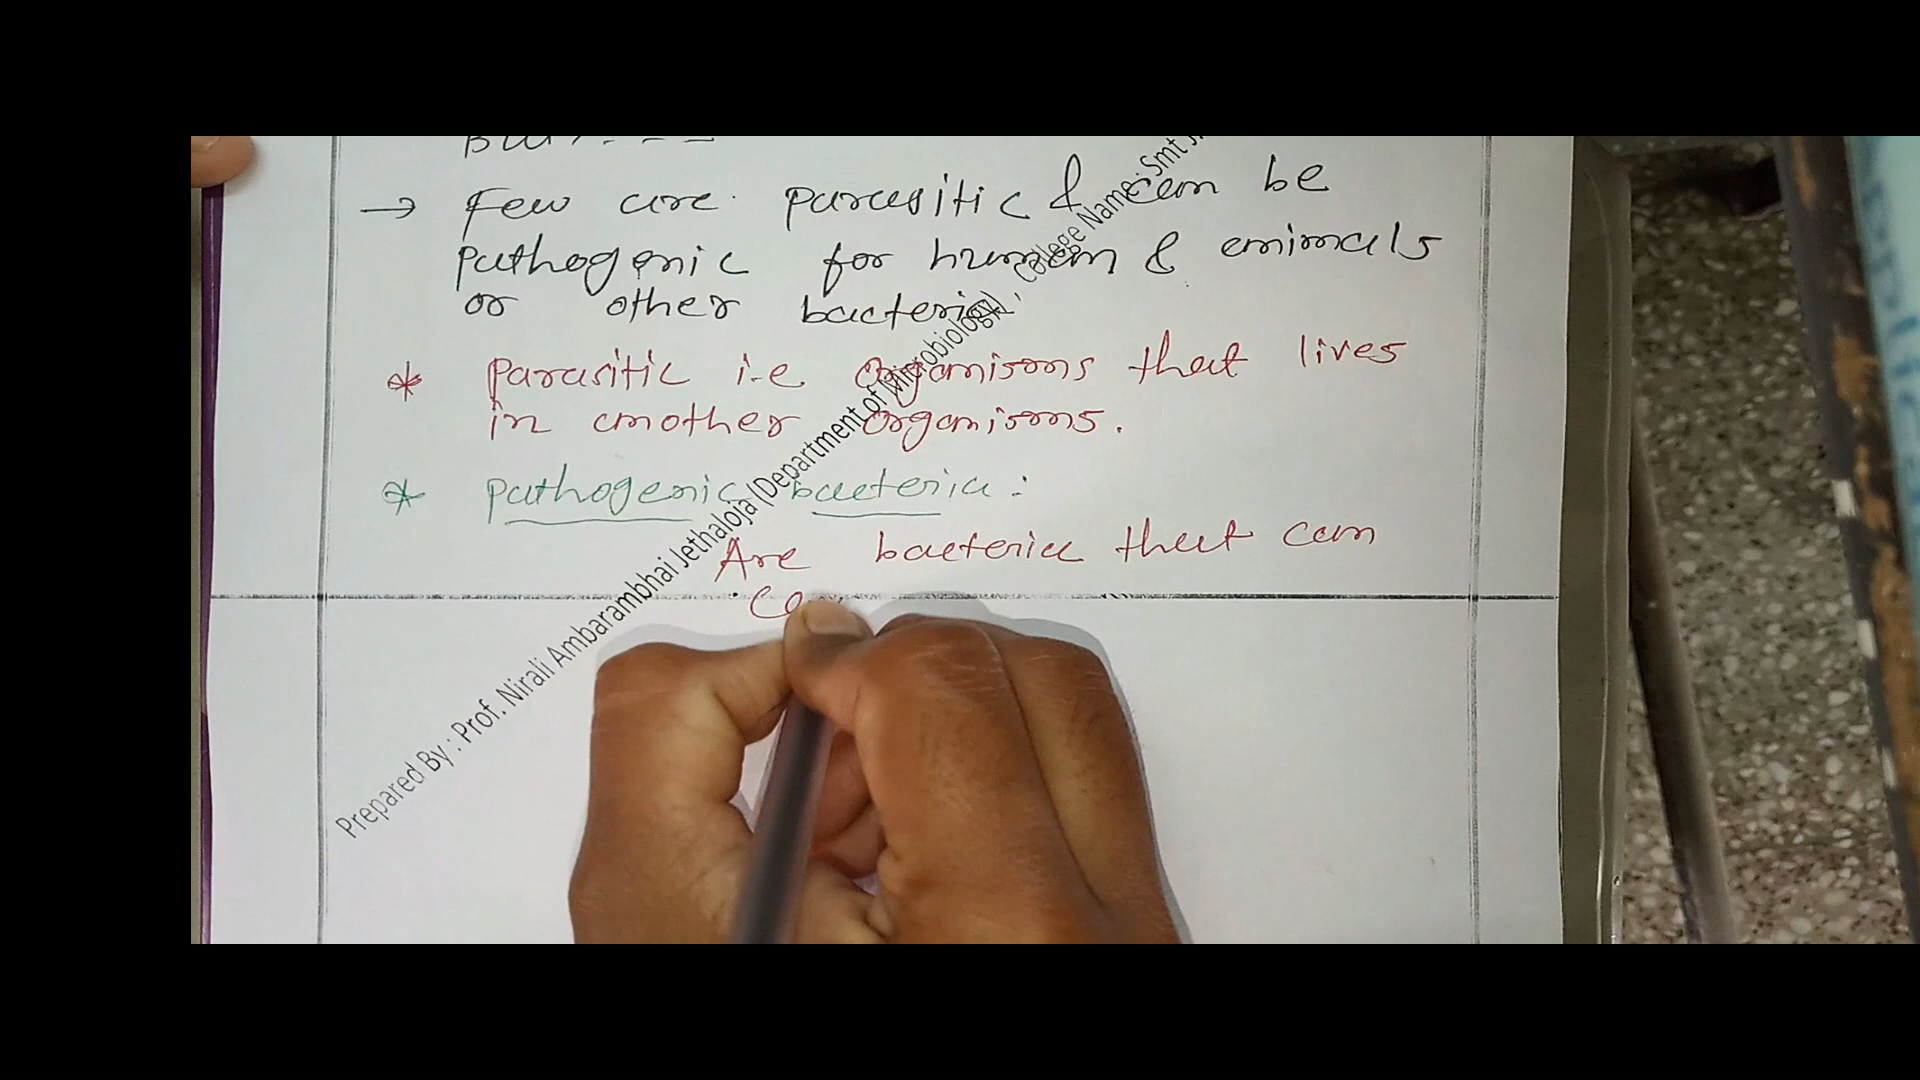 → Few are parasitic & can be
pathogenic for human & animals
or other bacteria
* Parasitic i.e organisms that lives
in another organisms.
* pathogenic bacteria :
Are bacteria that can
Prepared By : Prof. Nirali Ambarambhai Jethaloja (Department of Microbiology) , College Name : Smt